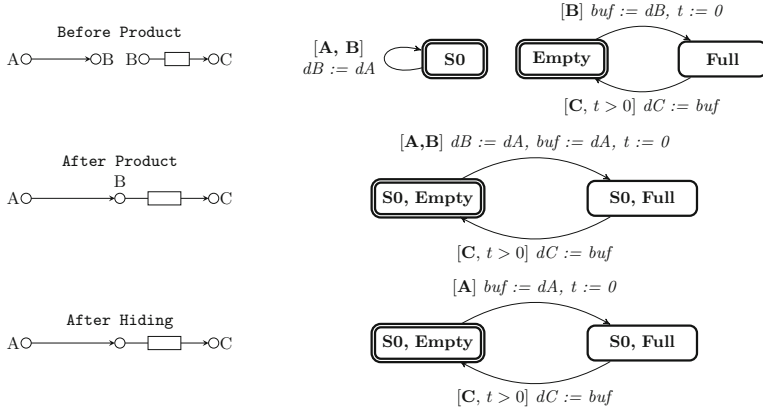 Before Product
A B B C
[A, B]
dB := dA
S0
[B] buf := dB, t := 0
Empty
Full
[C, t > 0] dC := buf
After Product
A B C
[A,B] dB := dA, buf := dA, t := 0
S0, Empty
S0, Full
[C, t > 0] dC := buf
After Hiding
A C
[A] buf := dA, t := 0
S0, Empty
S0, Full
[C, t > 0] dC := buf